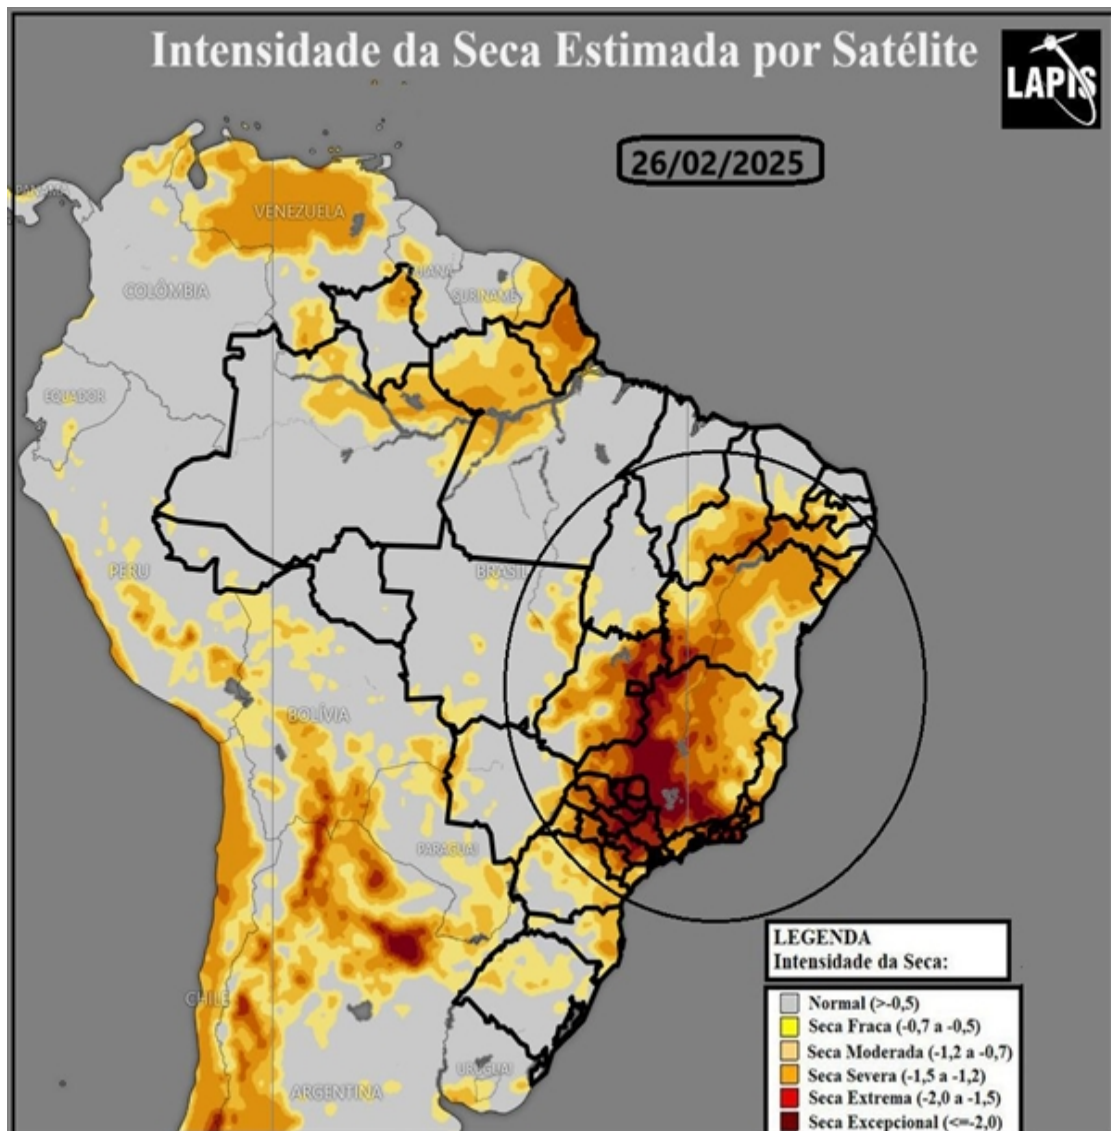 Intensidade da Seca Estimada por Satélite
LAPIS
26/02/2025
PANAMÁ
VENEZUELA
GUIANA
COLÔMBIA
SURINAME
EQUADOR
PERU
BRASIL
BOLÍVIA
PARAGUAI
CHILE
URUGUAI
ARGENTINA
LEGENDA
Intensidade da Seca:
Normal (>-0,5)
Seca Fraca (-0,7 a -0,5)
Seca Moderada (-1,2 a -0,7)
Seca Severa (-1,5 a -1,2)
Seca Extrema (-2,0 a -1,5)
Seca Excepcional (<=-2,0)